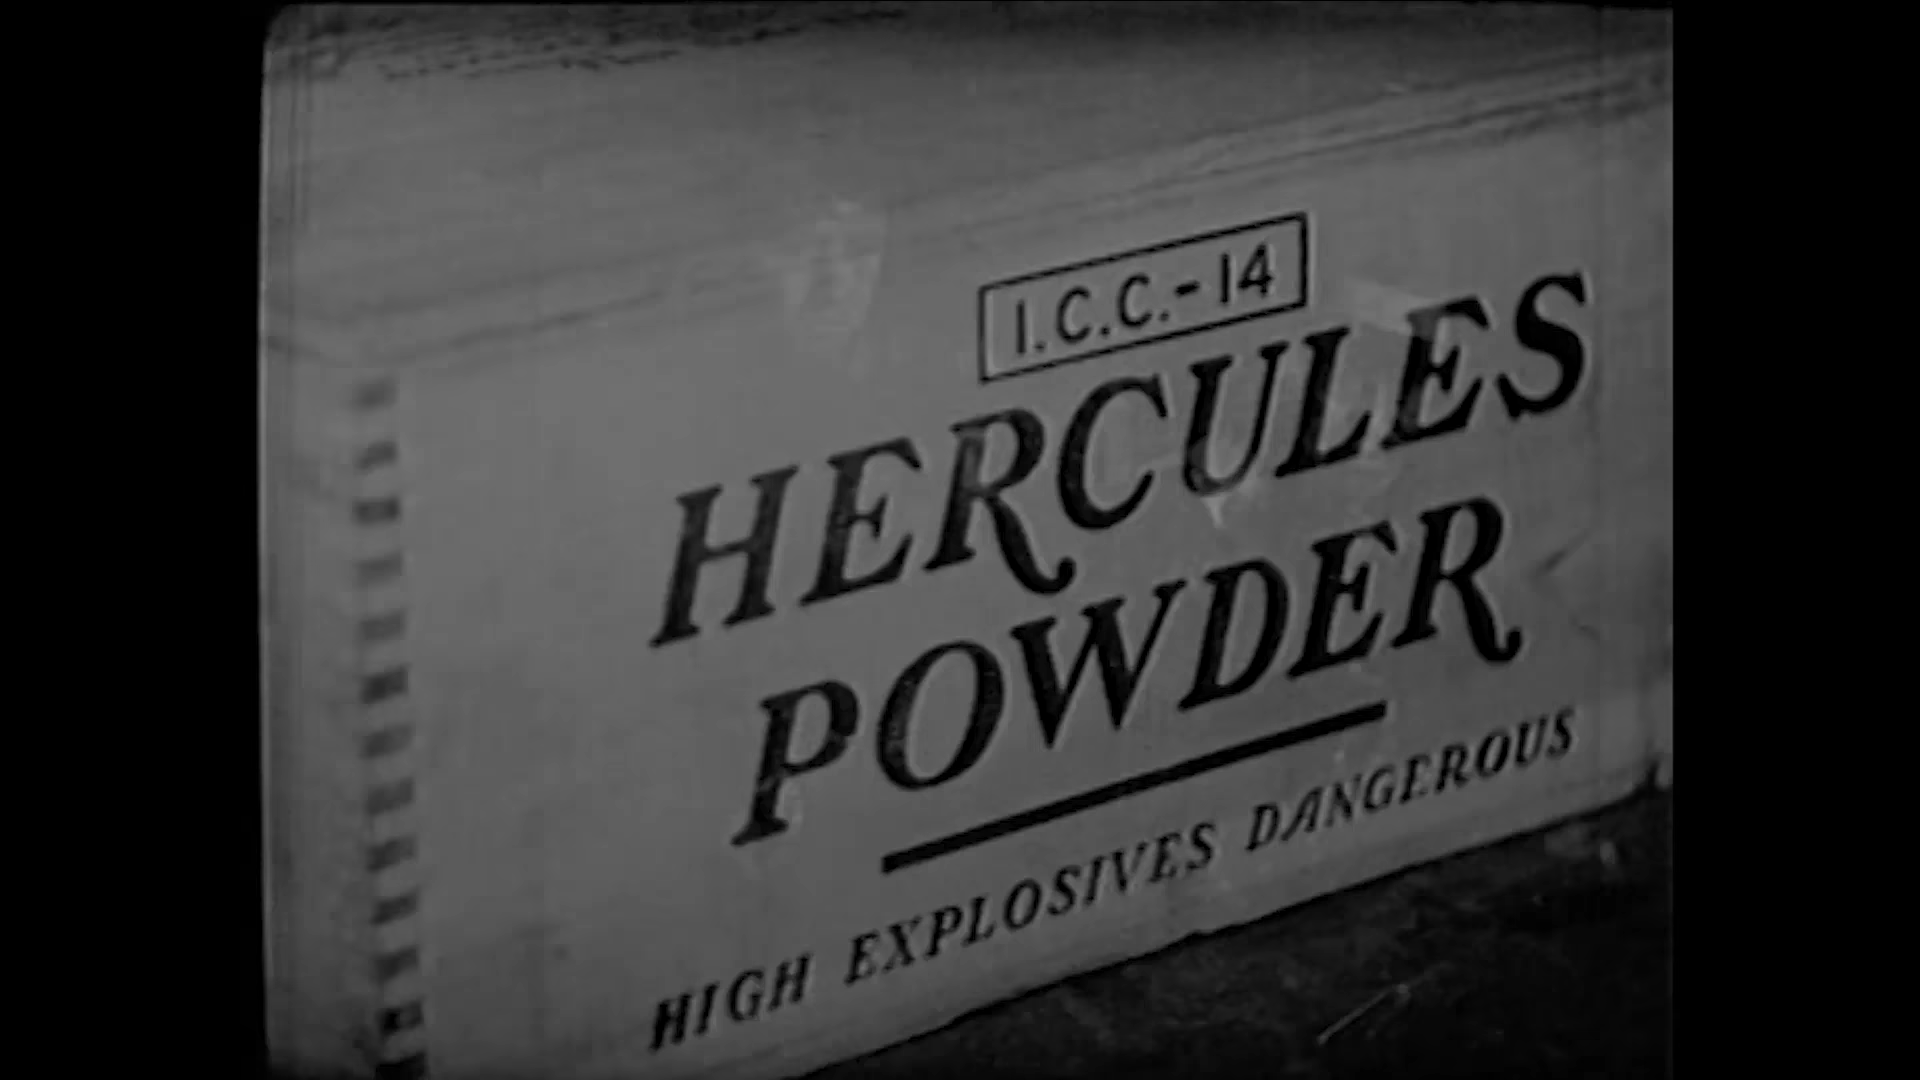 I.C.C.-14
HERCULES
POWDER
HIGH EXPLOSIVES DANGEROUS